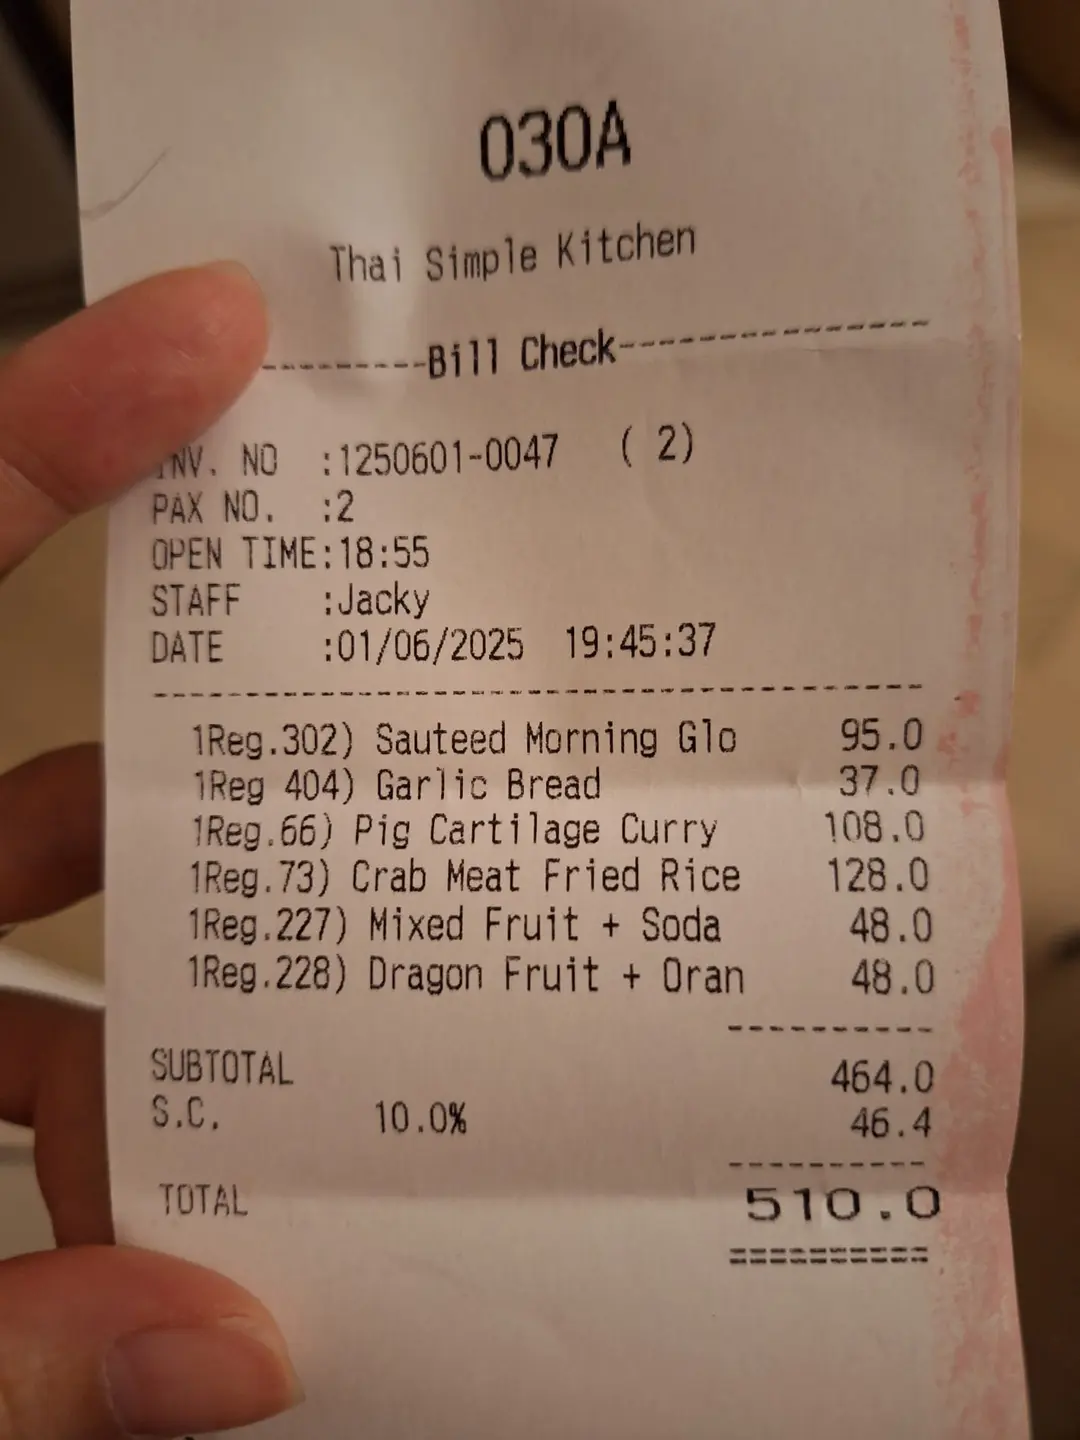 030A
Thai Simple Kitchen
---------Bill Check----------------
INV. NO :1250601-0047 ( 2)
PAX NO. :2
OPEN TIME:18:55
STAFF :Jacky
DATE :01/06/2025 19:45:37
1Reg.302) Sauteed Morning Glo 95.0
1Reg 404) Garlic Bread 37.0
1Reg.66) Pig Cartilage Curry 108.0
1Reg.73) Crab Meat Fried Rice 128.0
1Reg.227) Mixed Fruit + Soda 48.0
1Reg.228) Dragon Fruit + Oran 48.0
SUBTOTAL 464.0
S.C. 10.0% 46.4
TOTAL 510.0
==========